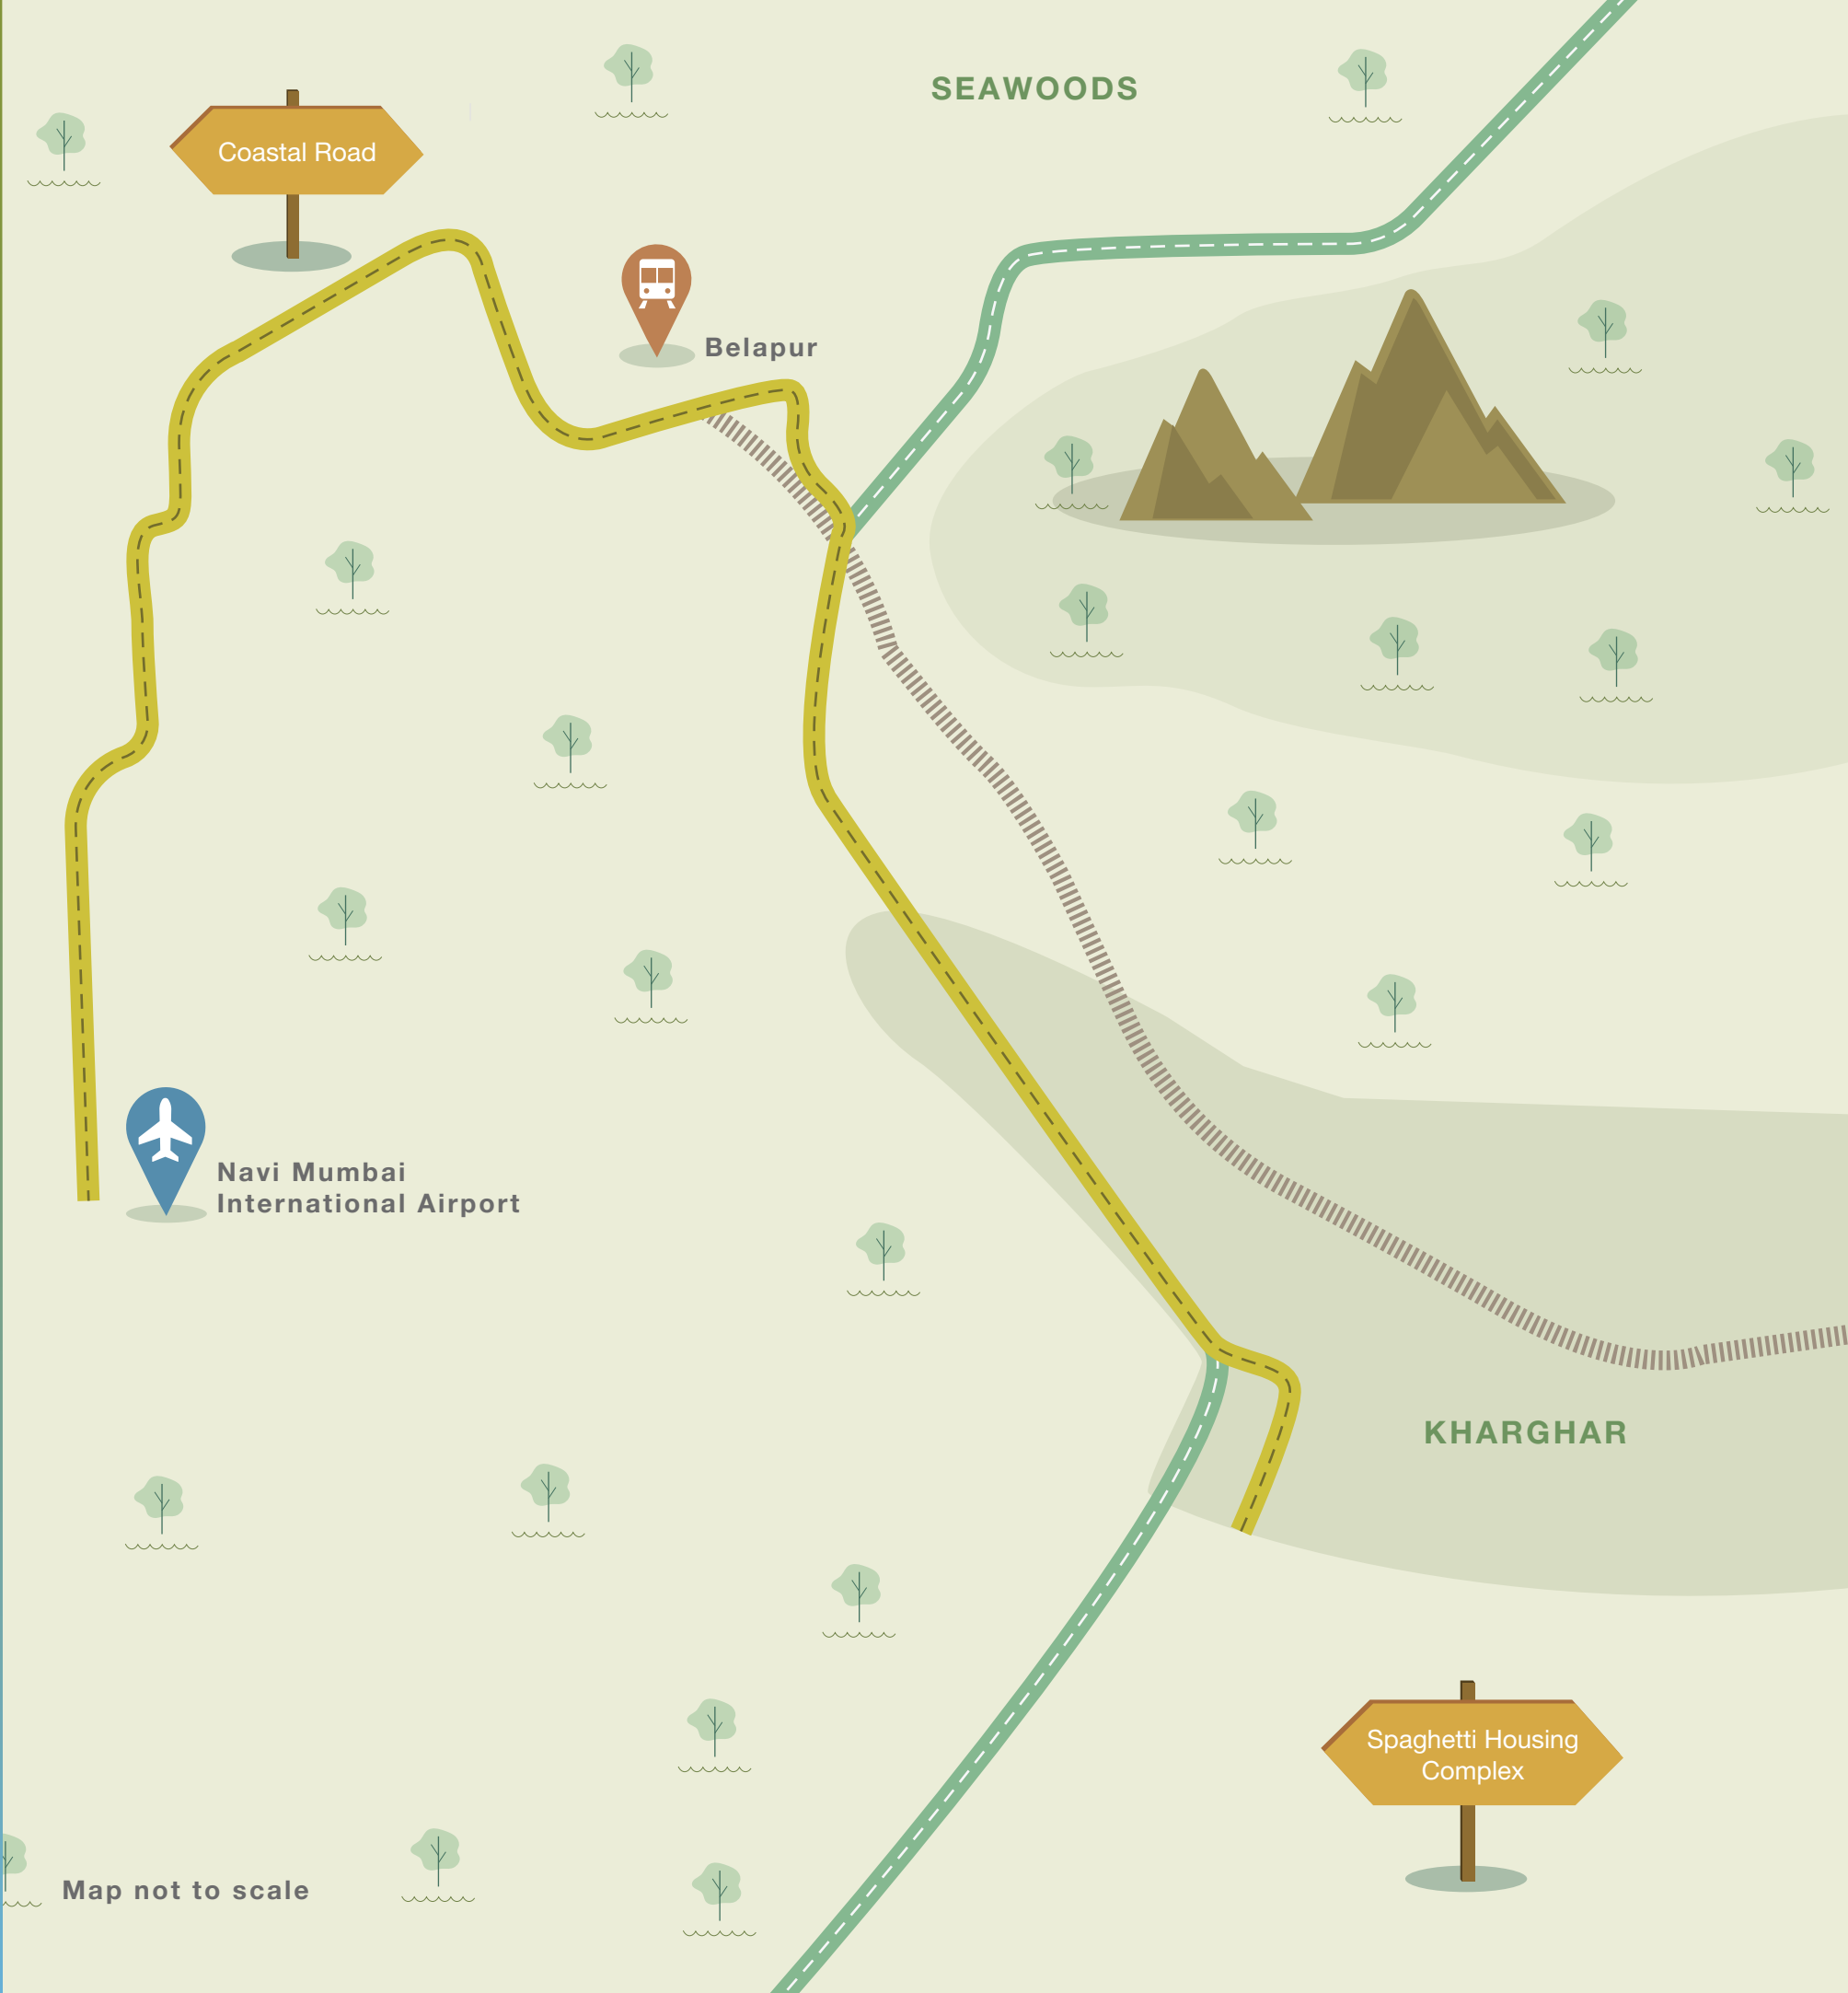 SEAWOODS
Coastal Road
Belapur
Navi Mumbai
International Airport
KHARGHAR
Spaghetti Housing
Complex
Map not to scale